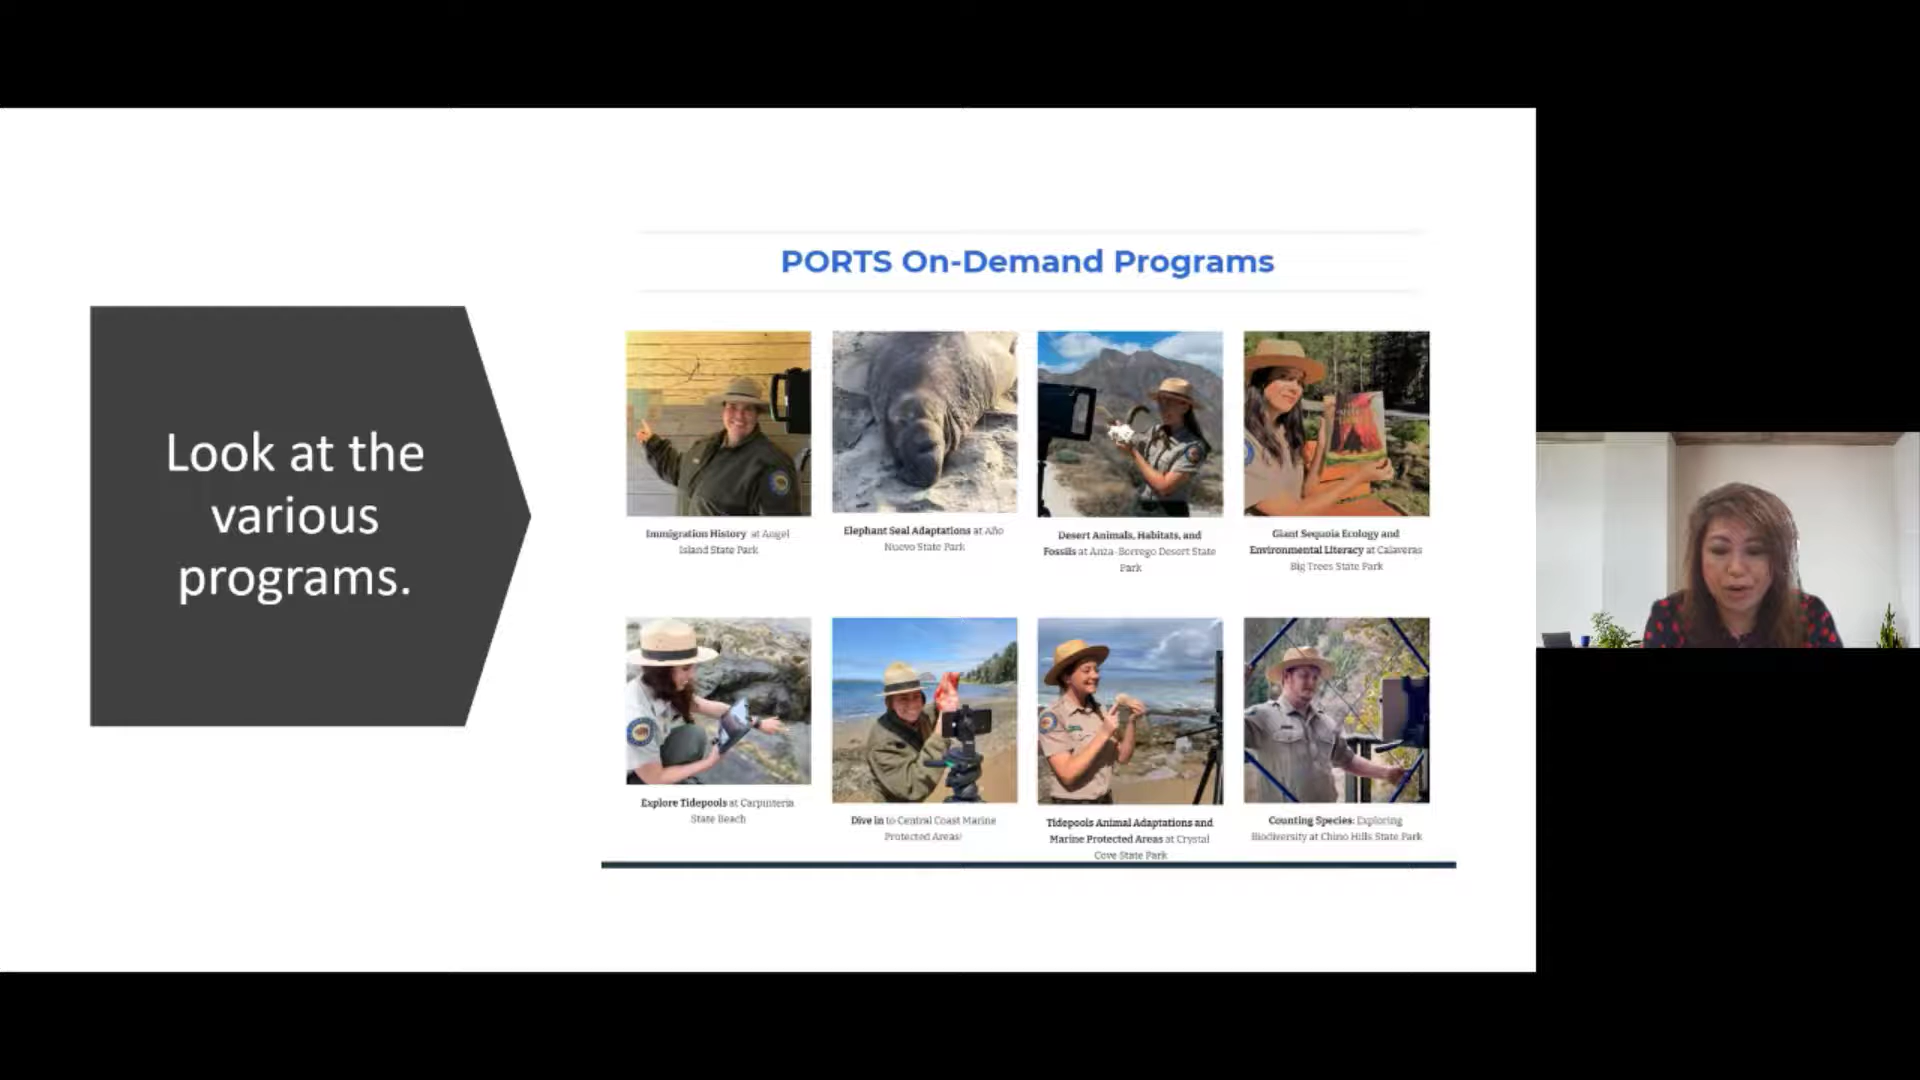 Look at the
various
programs.
PORTS On-Demand Programs
Immigration History at Angel
Island State Park
Elephant Seal Adaptations at Año
Nuevo State Park
Desert Animals, Habitats, and
Fossils at Anza-Borrego Desert State
Park
Giant Sequoia Ecology and
Environmental Literacy at Calaveras
Big Trees State Park
Explore Tidepools at Carpinteria
State Beach
Dive in to Central Coast Marine
Protected Areas!
Tidepools Animal Adaptations and
Marine Protected Areas at Crystal
Cove State Park
Counting Species: Exploring
Biodiversity at Chino Hills State Park